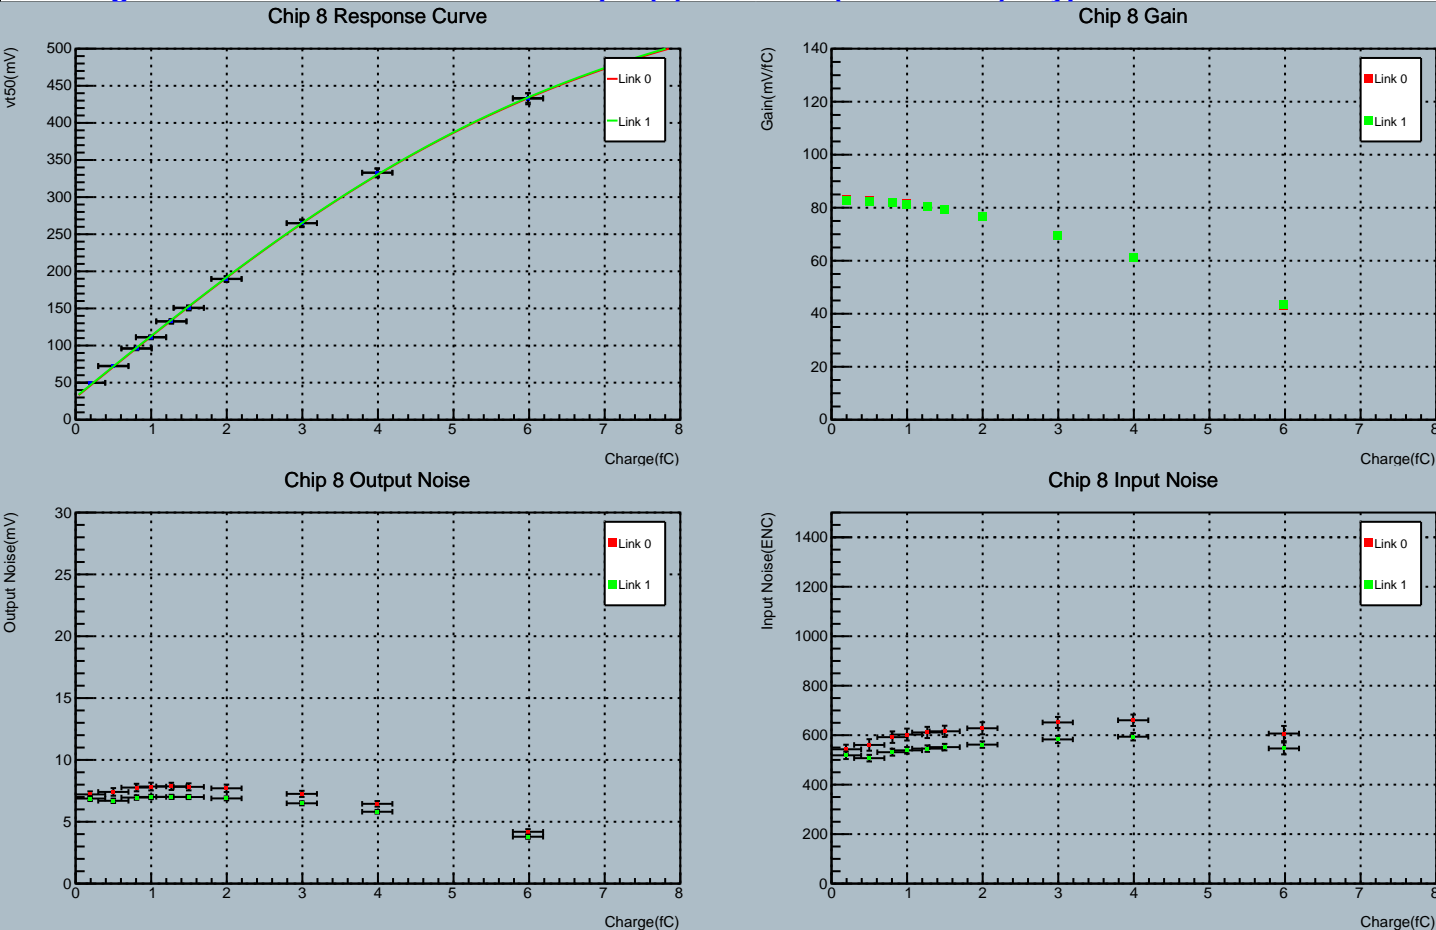 Chip 8 Response Curve
vt50(mV)
500
450
400
350
300
250
200
150
100
50
0
0 1 2 3 4 5 6 7 8
Charge(fC)
Link 0
Link 1
Chip 8 Gain
Gain(mV/fC)
140
120
100
80
60
40
20
0
0 1 2 3 4 5 6 7 8
Charge(fC)
Link 0
Link 1
Chip 8 Output Noise
Output Noise(mV)
30
25
20
15
10
5
0
0 1 2 3 4 5 6 7 8
Charge(fC)
Link 0
Link 1
Chip 8 Input Noise
Input Noise(ENC)
1400
1200
1000
800
600
400
200
0
0 1 2 3 4 5 6 7 8
Charge(fC)
Link 0
Link 1